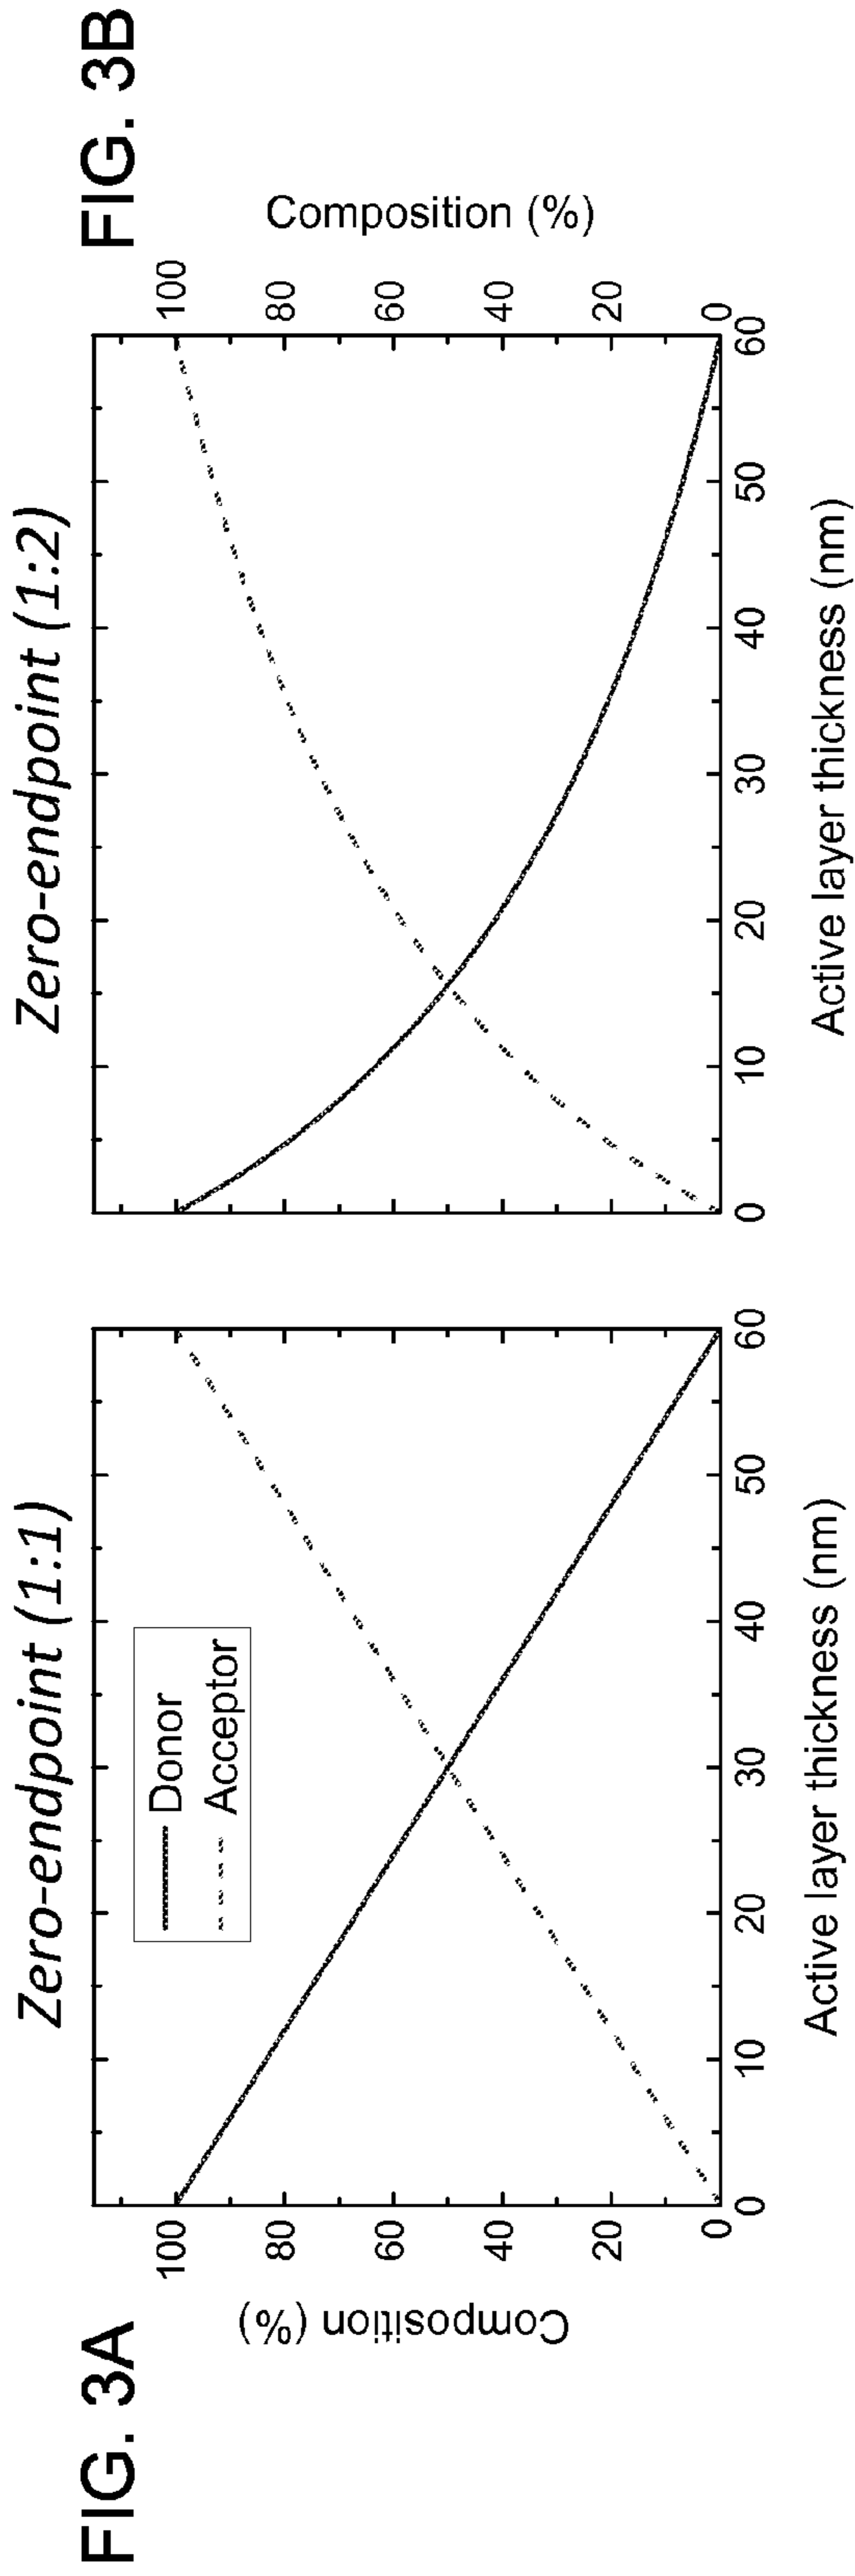 FIG. 3A
Zero-endpoint (1:1)
Donor
Acceptor
Composition (%)
100
80
60
40
20
0
0 10 20 30 40 50 60
Active layer thickness (nm)
FIG. 3B
Zero-endpoint (1:2)
Composition (%)
100
80
60
40
20
0
0 10 20 30 40 50 60
Active layer thickness (nm)